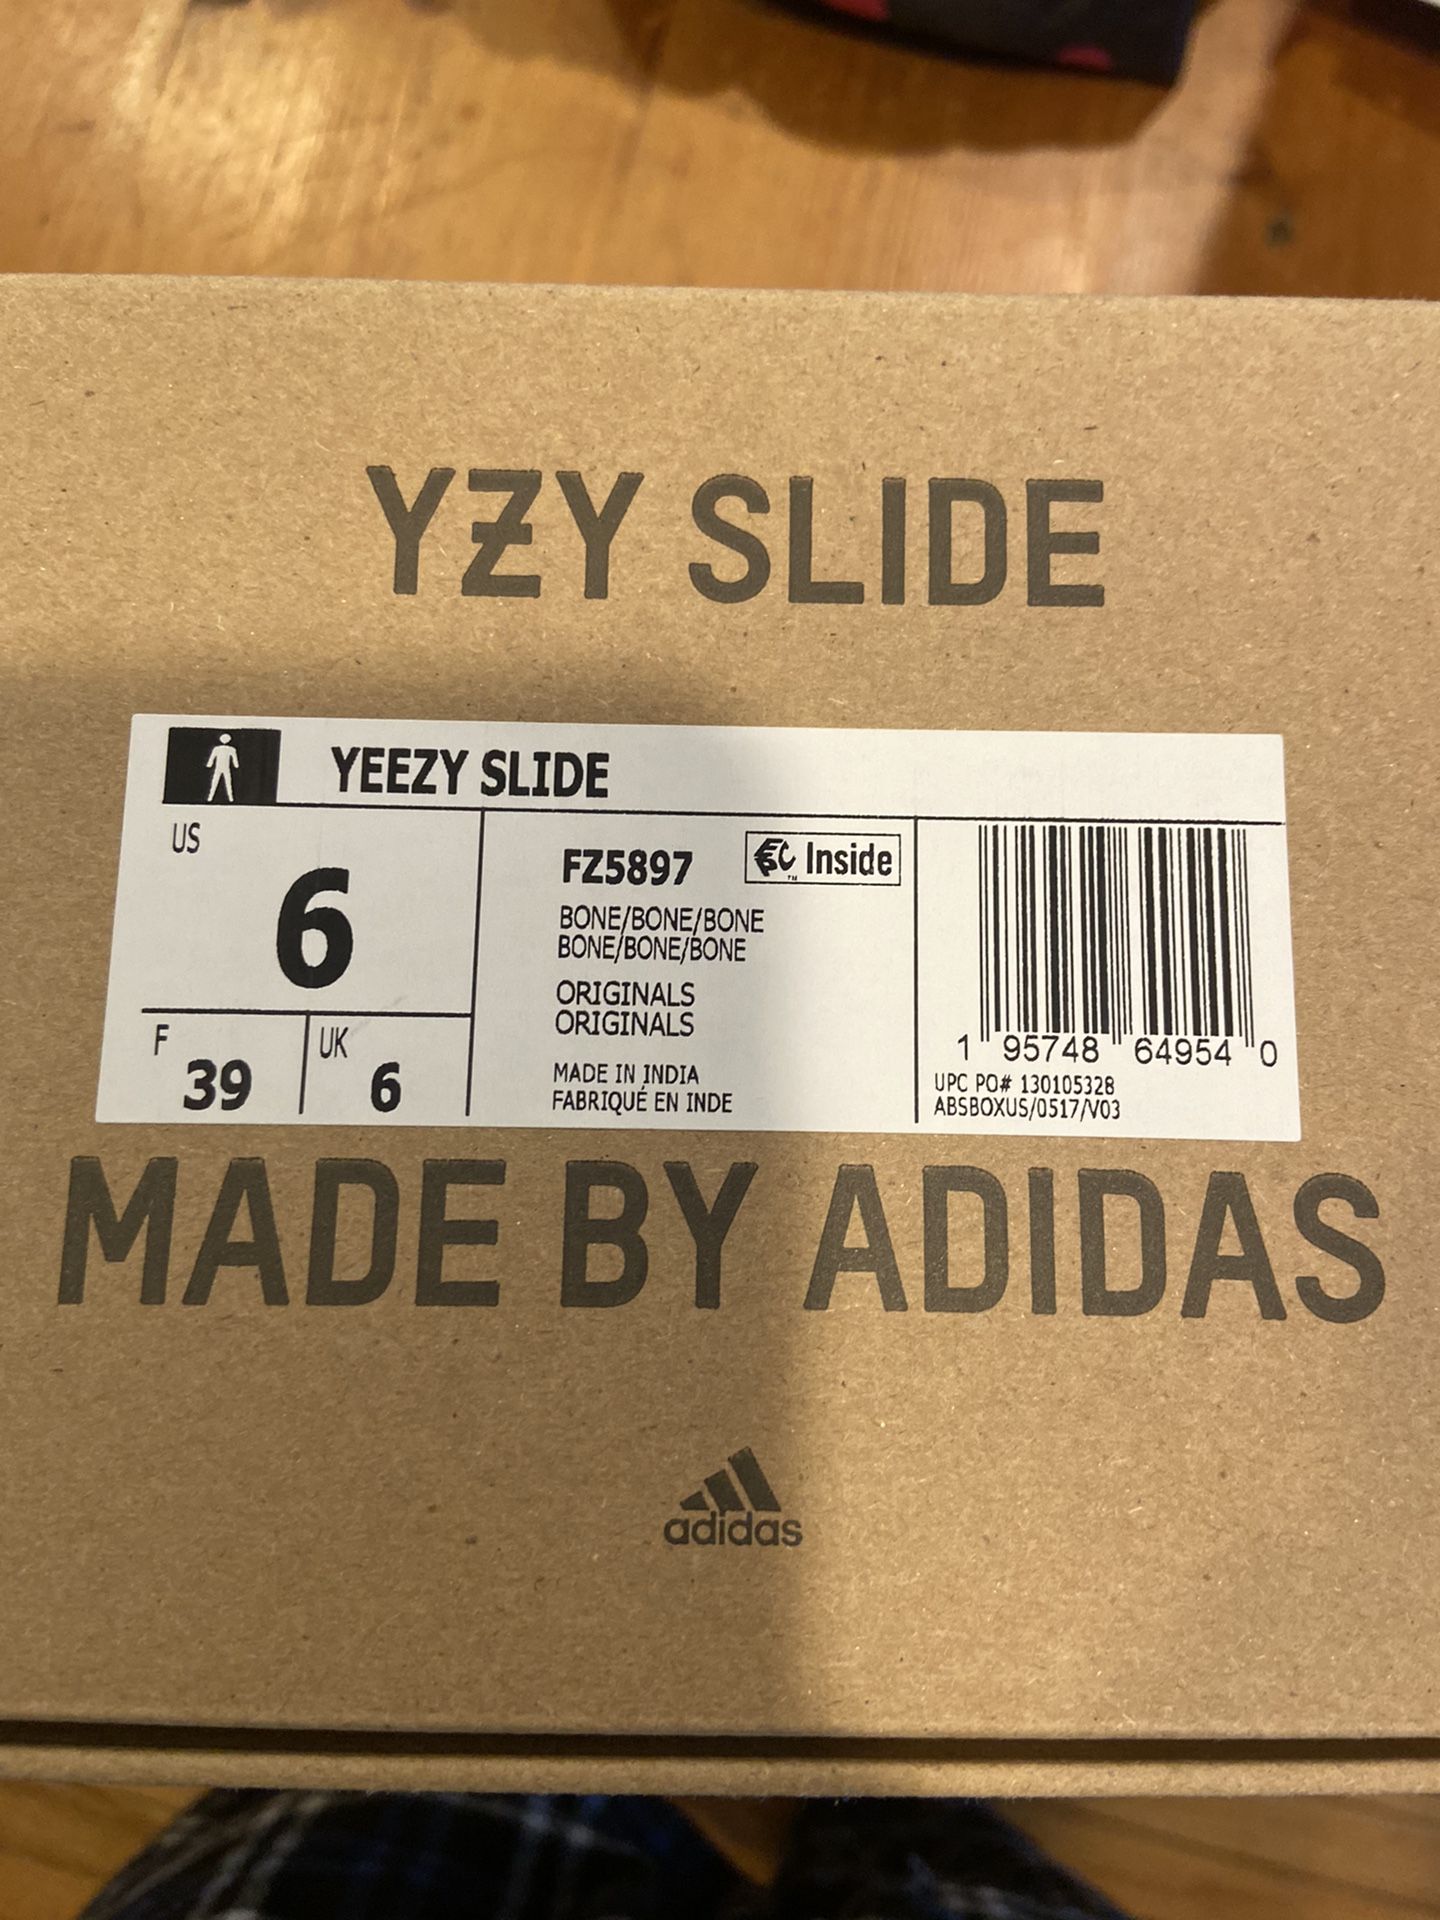 YZY SLIDE
YEEZY SLIDE
US
6
F
39
UK
6
FZ5897
Inside
BONE/BONE/BONE
BONE/BONE/BONE
ORIGINALS
ORIGINALS
MADE IN INDIA
FABRIQUÉ EN INDE
1 95748 64954 0
UPC PO# 130105328
ABSBOXUS/0517/V03
MADE BY ADIDAS
adidas